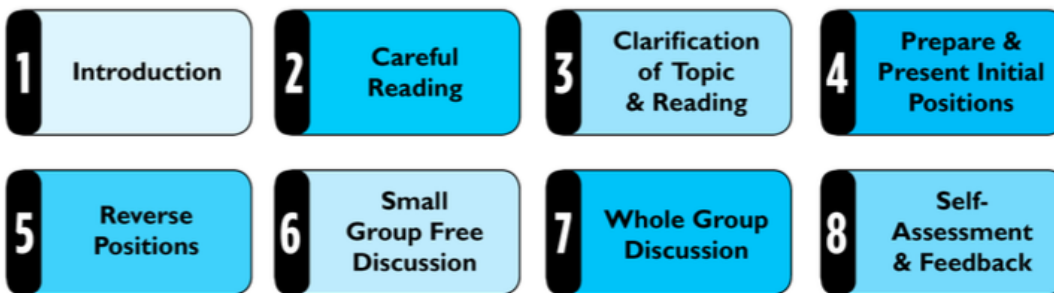 1
Introduction
2
Careful
Reading
3
Clarification
of Topic
& Reading
4
Prepare &
Present Initial
Positions
5
Reverse
Positions
6
Small
Group Free
Discussion
7
Whole Group
Discussion
8
Self-
Assessment
& Feedback